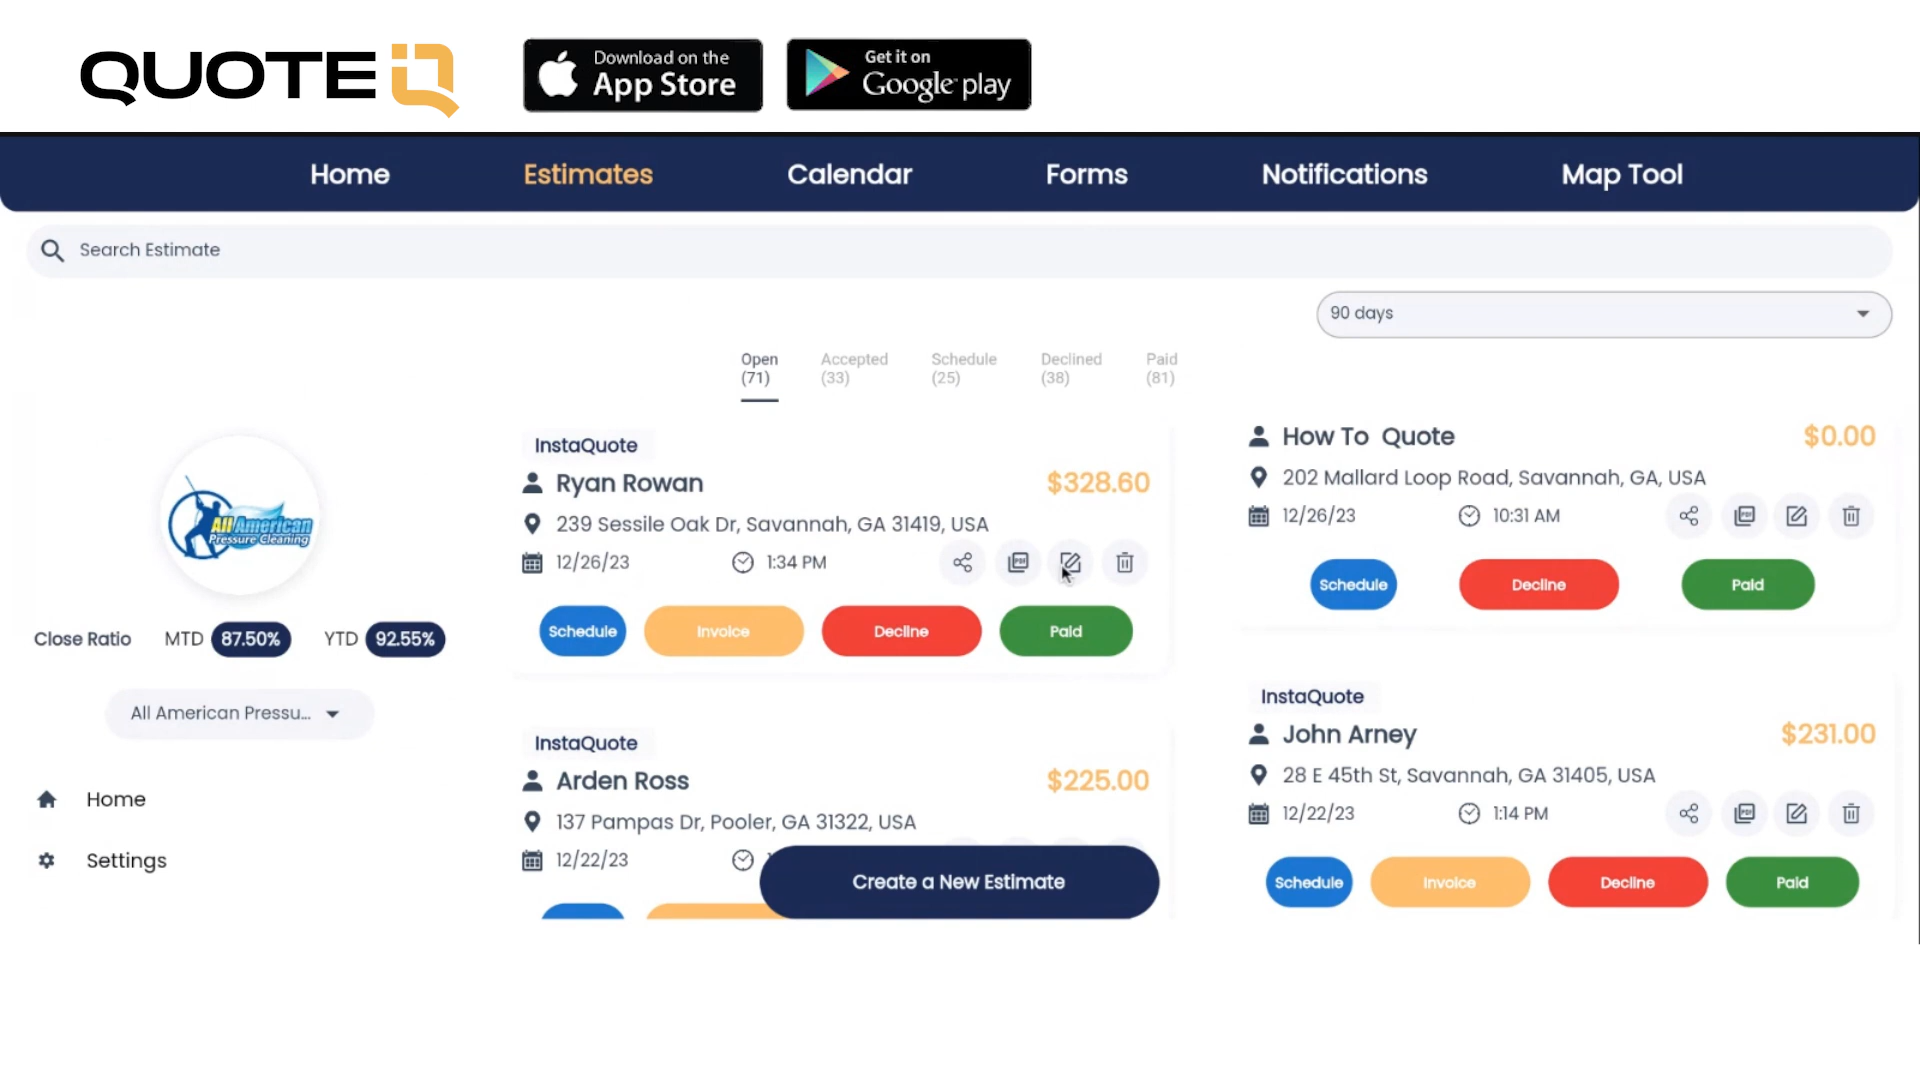 QUOTE iQ
Download on the
App Store
Get it on
Google play
Home Estimates Calendar Forms Notifications Map Tool
Search Estimate
90 days
Open
(71)
Accepted
(33)
Schedule
(25)
Declined
(38)
Paid
(81)
All American
Pressure Cleaning
Close Ratio MTD 87.50% YTD 92.55%
All American Pressu...
Home
Settings
InstaQuote
Ryan Rowan $328.60
239 Sessile Oak Dr, Savannah, GA 31419, USA
12/26/23 1:34 PM PDF
Schedule Invoice Decline Paid
InstaQuote
Arden Ross $225.00
137 Pampas Dr, Pooler, GA 31322, USA
12/22/23
Create a New Estimate
How To Quote $0.00
202 Mallard Loop Road, Savannah, GA, USA
12/26/23 10:31 AM PDF
Schedule Decline Paid
InstaQuote
John Arney $231.00
28 E 45th St, Savannah, GA 31405, USA
12/22/23 1:14 PM PDF
Schedule Invoice Decline Paid